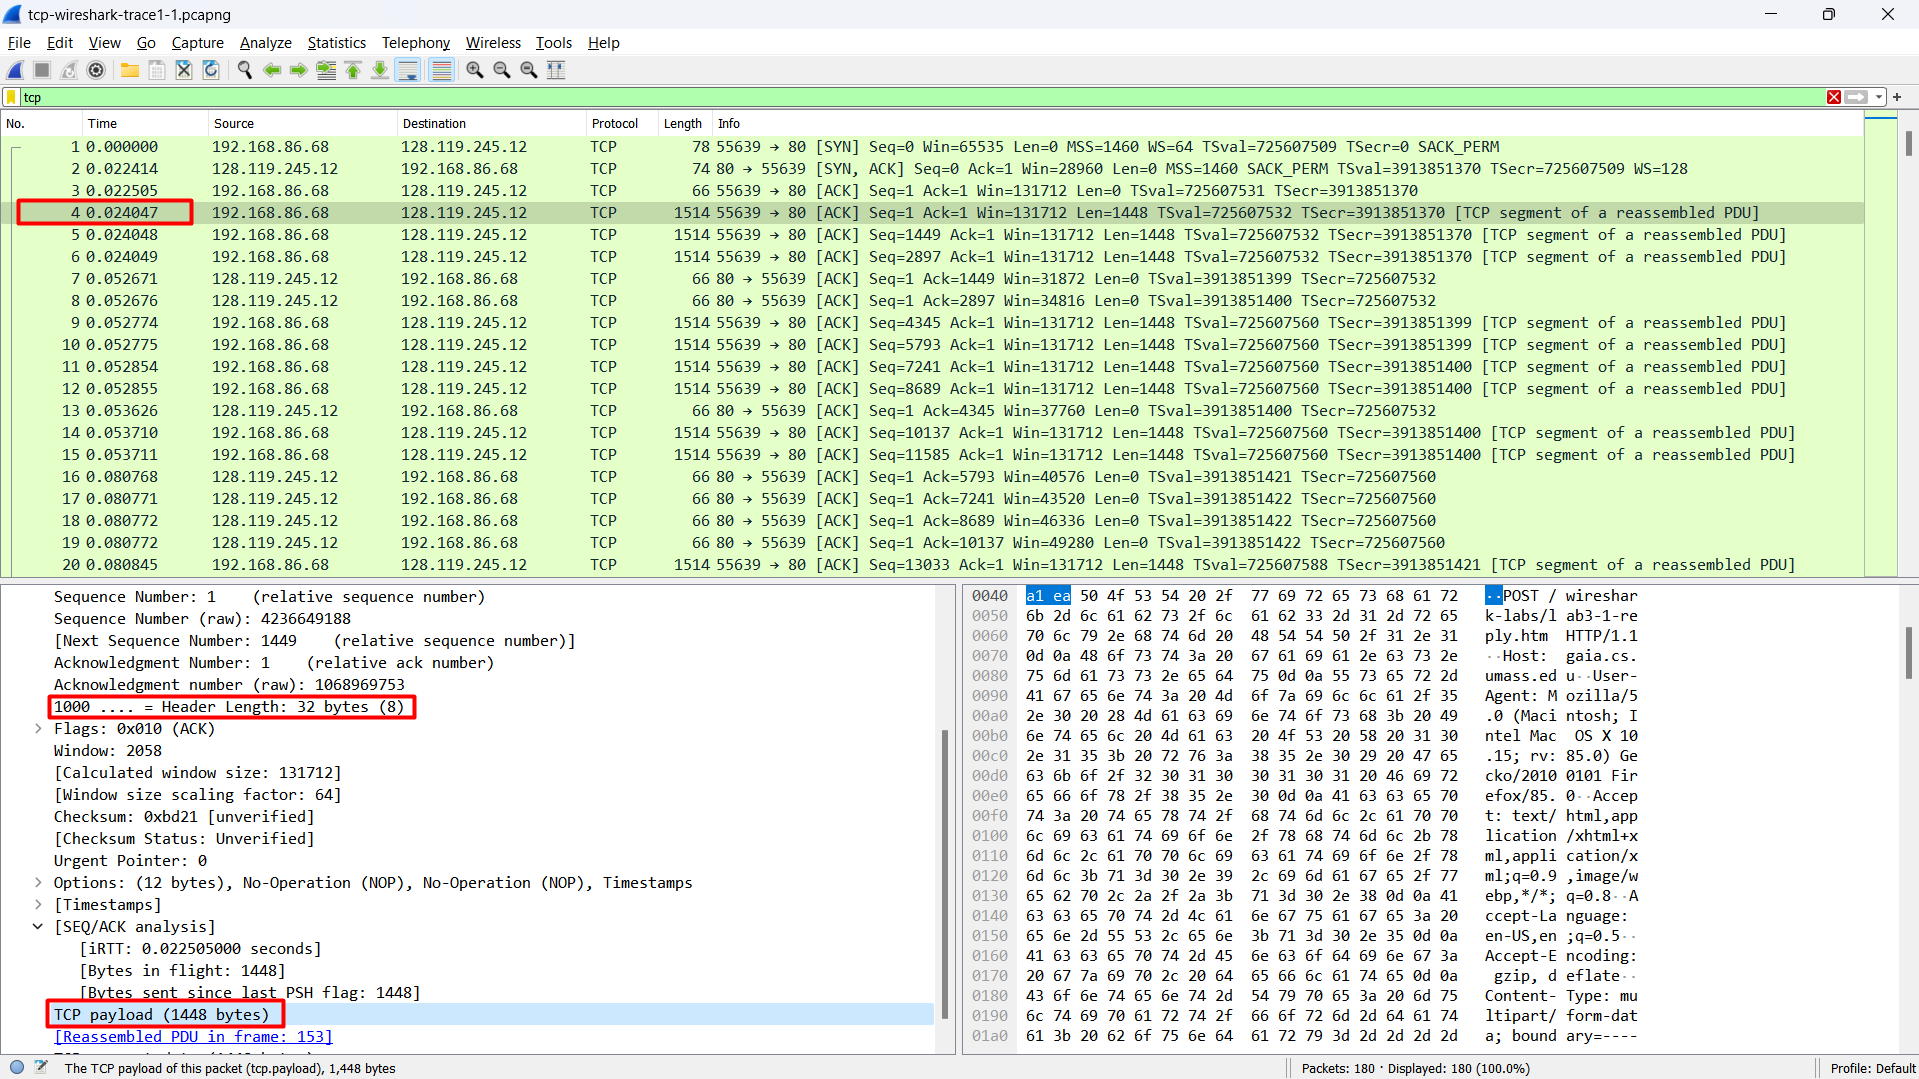 tcp-wireshark-trace1-1.pcapng
File Edit View Go Capture Analyze Statistics Telephony Wireless Tools Help
tcp
No. Time Source Destination Protocol Length Info
1 0.000000 192.168.86.68 128.119.245.12 TCP 78 55639 → 80 [SYN] Seq=0 Win=65535 Len=0 MSS=1460 WS=64 TSval=725607509 TSecr=0 SACK_PERM
2 0.022414 128.119.245.12 192.168.86.68 TCP 74 80 → 55639 [SYN, ACK] Seq=0 Ack=1 Win=28960 Len=0 MSS=1460 SACK_PERM TSval=3913851370 TSecr=725607509 WS=128
3 0.022505 192.168.86.68 128.119.245.12 TCP 66 55639 → 80 [ACK] Seq=1 Ack=1 Win=131712 Len=0 TSval=725607531 TSecr=3913851370
4 0.024047 192.168.86.68 128.119.245.12 TCP 1514 55639 → 80 [ACK] Seq=1 Ack=1 Win=131712 Len=1448 TSval=725607532 TSecr=3913851370 [TCP segment of a reassembled PDU]
5 0.024048 192.168.86.68 128.119.245.12 TCP 1514 55639 → 80 [ACK] Seq=1449 Ack=1 Win=131712 Len=1448 TSval=725607532 TSecr=3913851370 [TCP segment of a reassembled PDU]
6 0.024049 192.168.86.68 128.119.245.12 TCP 1514 55639 → 80 [ACK] Seq=2897 Ack=1 Win=131712 Len=1448 TSval=725607532 TSecr=3913851370 [TCP segment of a reassembled PDU]
7 0.052671 128.119.245.12 192.168.86.68 TCP 66 80 → 55639 [ACK] Seq=1 Ack=1449 Win=31872 Len=0 TSval=3913851399 TSecr=725607532
8 0.052676 128.119.245.12 192.168.86.68 TCP 66 80 → 55639 [ACK] Seq=1 Ack=2897 Win=34816 Len=0 TSval=3913851400 TSecr=725607532
9 0.052774 192.168.86.68 128.119.245.12 TCP 1514 55639 → 80 [ACK] Seq=4345 Ack=1 Win=131712 Len=1448 TSval=725607560 TSecr=3913851399 [TCP segment of a reassembled PDU]
10 0.052775 192.168.86.68 128.119.245.12 TCP 1514 55639 → 80 [ACK] Seq=5793 Ack=1 Win=131712 Len=1448 TSval=725607560 TSecr=3913851399 [TCP segment of a reassembled PDU]
11 0.052854 192.168.86.68 128.119.245.12 TCP 1514 55639 → 80 [ACK] Seq=7241 Ack=1 Win=131712 Len=1448 TSval=725607560 TSecr=3913851400 [TCP segment of a reassembled PDU]
12 0.052855 192.168.86.68 128.119.245.12 TCP 1514 55639 → 80 [ACK] Seq=8689 Ack=1 Win=131712 Len=1448 TSval=725607560 TSecr=3913851400 [TCP segment of a reassembled PDU]
13 0.053626 128.119.245.12 192.168.86.68 TCP 66 80 → 55639 [ACK] Seq=1 Ack=4345 Win=37760 Len=0 TSval=3913851400 TSecr=725607532
14 0.053710 192.168.86.68 128.119.245.12 TCP 1514 55639 → 80 [ACK] Seq=10137 Ack=1 Win=131712 Len=1448 TSval=725607560 TSecr=3913851400 [TCP segment of a reassembled PDU]
15 0.053711 192.168.86.68 128.119.245.12 TCP 1514 55639 → 80 [ACK] Seq=11585 Ack=1 Win=131712 Len=1448 TSval=725607560 TSecr=3913851400 [TCP segment of a reassembled PDU]
16 0.080768 128.119.245.12 192.168.86.68 TCP 66 80 → 55639 [ACK] Seq=1 Ack=5793 Win=40576 Len=0 TSval=3913851421 TSecr=725607560
17 0.080771 128.119.245.12 192.168.86.68 TCP 66 80 → 55639 [ACK] Seq=1 Ack=7241 Win=43520 Len=0 TSval=3913851422 TSecr=725607560
18 0.080772 128.119.245.12 192.168.86.68 TCP 66 80 → 55639 [ACK] Seq=1 Ack=8689 Win=46336 Len=0 TSval=3913851422 TSecr=725607560
19 0.080772 128.119.245.12 192.168.86.68 TCP 66 80 → 55639 [ACK] Seq=1 Ack=10137 Win=49280 Len=0 TSval=3913851422 TSecr=725607560
20 0.080845 192.168.86.68 128.119.245.12 TCP 1514 55639 → 80 [ACK] Seq=13033 Ack=1 Win=131712 Len=1448 TSval=725607588 TSecr=3913851421 [TCP segment of a reassembled PDU]
Sequence Number: 1 (relative sequence number)
Sequence Number (raw): 4236649188
[Next Sequence Number: 1449 (relative sequence number)]
Acknowledgment Number: 1 (relative ack number)
Acknowledgment number (raw): 1068969753
1000 .... = Header Length: 32 bytes (8)
Flags: 0x010 (ACK)
Window: 2058
[Calculated window size: 131712]
[Window size scaling factor: 64]
Checksum: 0xbd21 [unverified]
[Checksum Status: Unverified]
Urgent Pointer: 0
Options: (12 bytes), No-Operation (NOP), No-Operation (NOP), Timestamps
[Timestamps]
[SEQ/ACK analysis]
[iRTT: 0.022505000 seconds]
[Bytes in flight: 1448]
[Bytes sent since last PSH flag: 1448]
TCP payload (1448 bytes)
[Reassembled PDU in frame: 153]
0040 a1 ea 50 4f 53 54 20 2f 77 69 72 65 73 68 61 72 ··POST / wireshar
0050 6b 2d 6c 61 62 73 2f 6c 61 62 33 2d 31 2d 72 65 k-labs/l ab3-1-re
0060 70 6c 79 2e 68 74 6d 20 48 54 54 50 2f 31 2e 31 ply.htm HTTP/1.1
0070 0d 0a 48 6f 73 74 3a 20 67 61 69 61 2e 63 73 2e ··Host: gaia.cs.
0080 75 6d 61 73 73 2e 65 64 75 0d 0a 55 73 65 72 2d umass.ed u··User-
0090 41 67 65 6e 74 3a 20 4d 6f 7a 69 6c 6c 61 2f 35 Agent: M ozilla/5
00a0 2e 30 20 28 4d 61 63 69 6e 74 6f 73 68 3b 20 49 .0 (Maci ntosh; I
00b0 6e 74 65 6c 20 4d 61 63 20 4f 53 20 58 20 31 30 ntel Mac OS X 10
00c0 2e 31 35 3b 20 72 76 3a 38 35 2e 30 29 20 47 65 .15; rv: 85.0) Ge
00d0 63 6b 6f 2f 32 30 31 30 30 31 30 31 20 46 69 72 cko/2010 0101 Fir
00e0 65 66 6f 78 2f 38 35 2e 30 0d 0a 41 63 63 65 70 efox/85. 0··Accep
00f0 74 3a 20 74 65 78 74 2f 68 74 6d 6c 2c 61 70 70 t: text/ html,app
0100 6c 69 63 61 74 69 6f 6e 2f 78 68 74 6d 6c 2b 78 lication /xhtml+x
0110 6d 6c 2c 61 70 70 6c 69 63 61 74 69 6f 6e 2f 78 ml,appli cation/x
0120 6d 6c 3b 71 3d 30 2e 39 2c 69 6d 61 67 65 2f 77 ml;q=0.9 ,image/w
0130 65 62 70 2c 2a 2f 2a 3b 71 3d 30 2e 38 0d 0a 41 ebp,*/*; q=0.8··A
0140 63 63 65 70 74 2d 4c 61 6e 67 75 61 67 65 3a 20 ccept-La nguage:
0150 65 6e 2d 55 53 2c 65 6e 3b 71 3d 30 2e 35 0d 0a en-US,en ;q=0.5··
0160 41 63 63 65 70 74 2d 45 6e 63 6f 64 69 6e 67 3a Accept-E ncoding:
0170 20 67 7a 69 70 2c 20 64 65 66 6c 61 74 65 0d 0a gzip, d eflate··
0180 43 6f 6e 74 65 6e 74 2d 54 79 70 65 3a 20 6d 75 Content- Type: mu
0190 6c 74 69 70 61 72 74 2f 66 6f 72 6d 2d 64 61 74 ltipart/ form-dat
01a0 61 3b 20 62 6f 75 6e 64 61 72 79 3d 2d 2d 2d 2d a; bound ary=----
The TCP payload of this packet (tcp.payload), 1,448 bytes
Packets: 180 · Displayed: 180 (100.0%)
Profile: Default